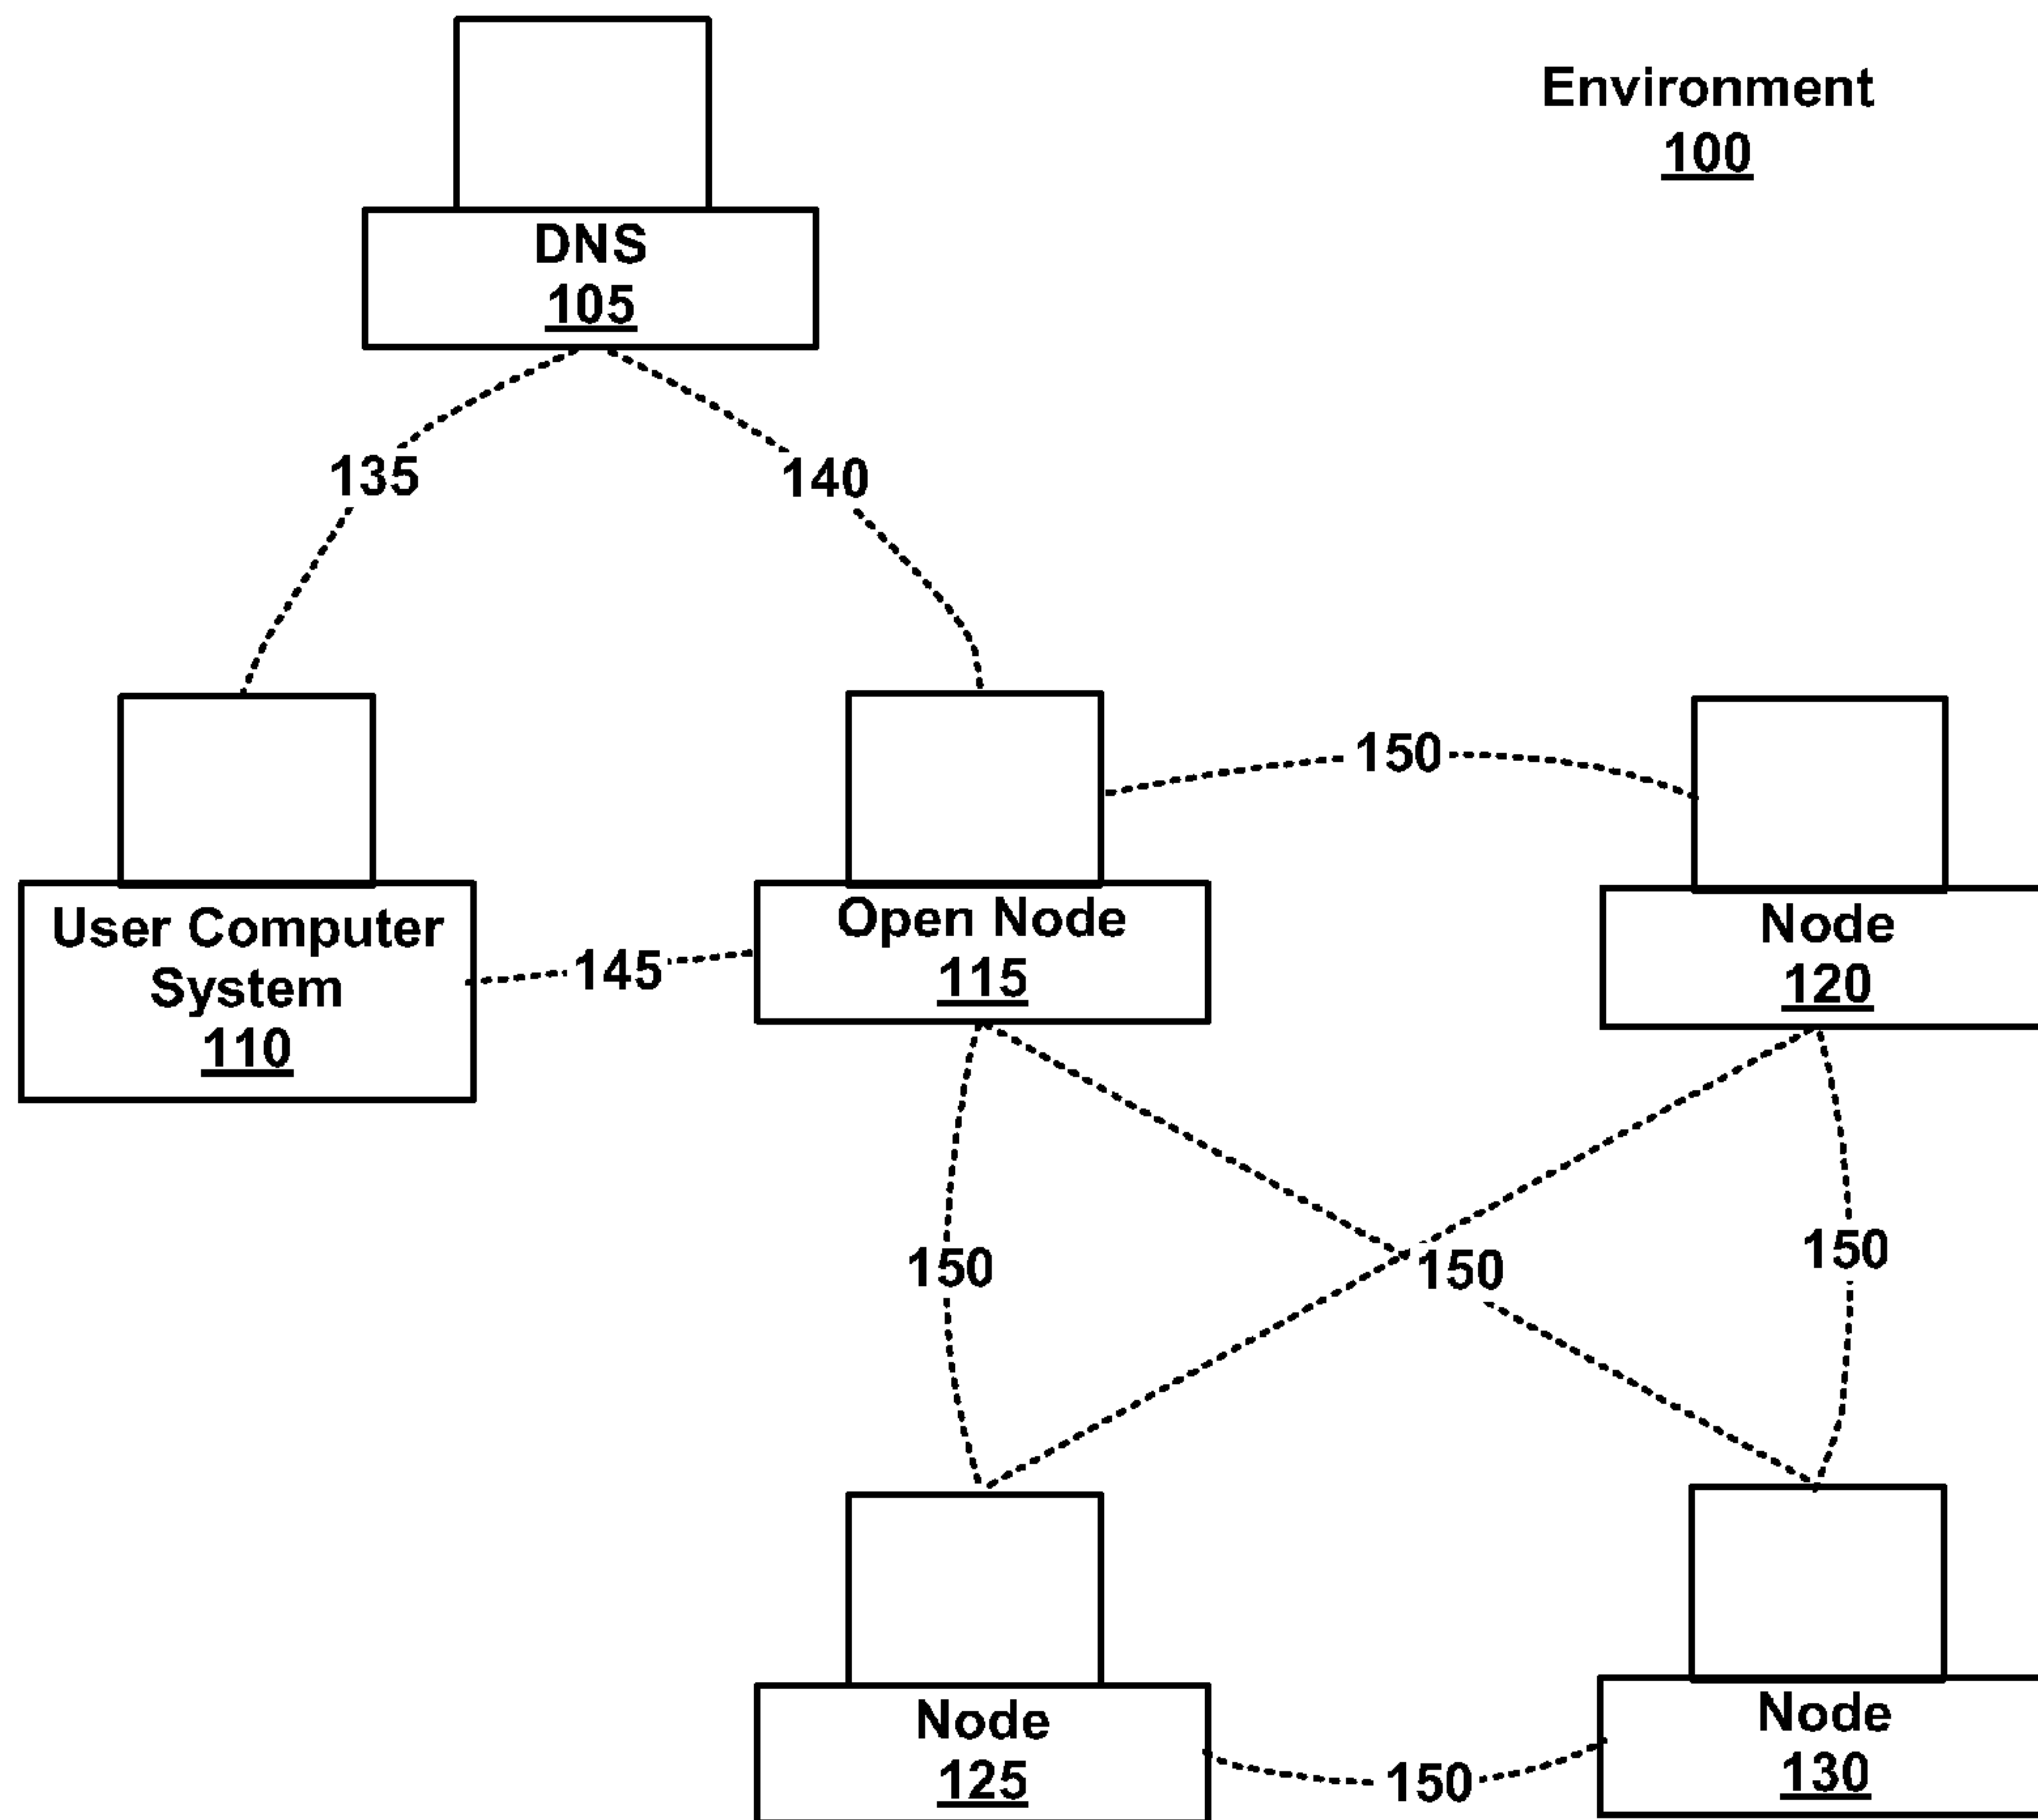 Environment
100
DNS
105
135
140
150
User Computer
System
110
145
Open Node
115
Node
120
150
150
150
Node
125
150
Node
130